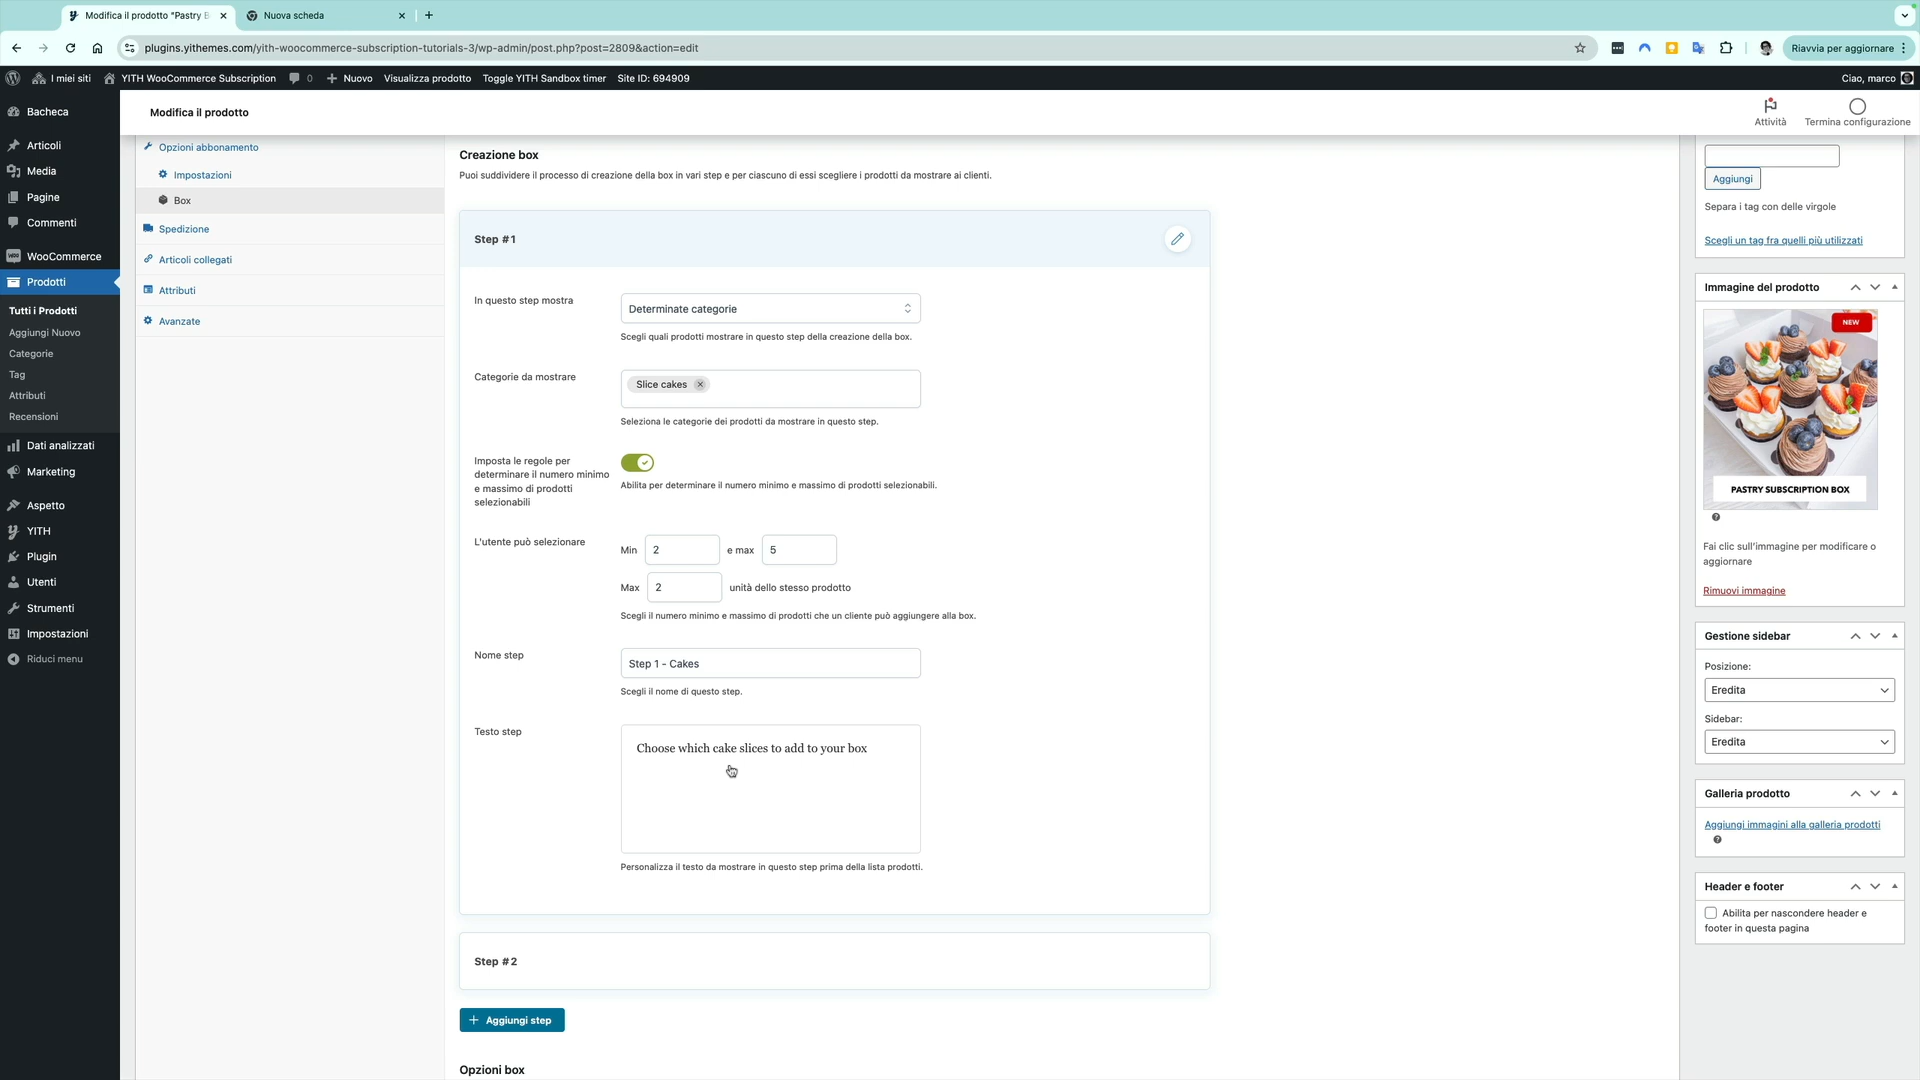 Modifica il prodotto "Pastry B
Nuova scheda
plugins.yithemes.com/yith-woocommerce-subscription-tutorials-3/wp-admin/post.php?post=2809&action=edit
Riavvia per aggiornare
I miei siti
YITH WooCommerce Subscription
0
Nuovo
Visualizza prodotto
Toggle YITH Sandbox timer
Site ID: 694909
Ciao, marco
Bacheca
Articoli
Media
Pagine
Commenti
WooCommerce
Prodotti
Tutti i Prodotti
Aggiungi Nuovo
Categorie
Tag
Attributi
Recensioni
Dati analizzati
Marketing
Aspetto
YITH
Plugin
Utenti
Strumenti
Impostazioni
Riduci menu
Modifica il prodotto
Attività
Termina configurazione
Opzioni abbonamento
Impostazioni
Box
Spedizione
Articoli collegati
Attributi
Avanzate
Creazione box
Puoi suddividere il processo di creazione della box in vari step e per ciascuno di essi scegliere i prodotti da mostrare ai clienti.
Step #1
In questo step mostra
Determinate categorie
Scegli quali prodotti mostrare in questo step della creazione della box.
Categorie da mostrare
Slice cakes
Seleziona le categorie dei prodotti da mostrare in questo step.
Imposta le regole per
determinare il numero minimo
e massimo di prodotti
selezionabili
Abilita per determinare il numero minimo e massimo di prodotti selezionabili.
L'utente può selezionare
Min 2 e max 5
Max 2 unità dello stesso prodotto
Scegli il numero minimo e massimo di prodotti che un cliente può aggiungere alla box.
Nome step
Step 1 - Cakes
Scegli il nome di questo step.
Testo step
Choose which cake slices to add to your box
Personalizza il testo da mostrare in questo step prima della lista prodotti.
Step #2
+ Aggiungi step
Opzioni box
Aggiungi
Separa i tag con delle virgole
Scegli un tag fra quelli più utilizzati
Immagine del prodotto
NEW
PASTRY SUBSCRIPTION BOX
Fai clic sull'immagine per modificare o
aggiornare
Rimuovi immagine
Gestione sidebar
Posizione:
Eredita
Sidebar:
Eredita
Galleria prodotto
Aggiungi immagini alla galleria prodotti
Header e footer
Abilita per nascondere header e
footer in questa pagina